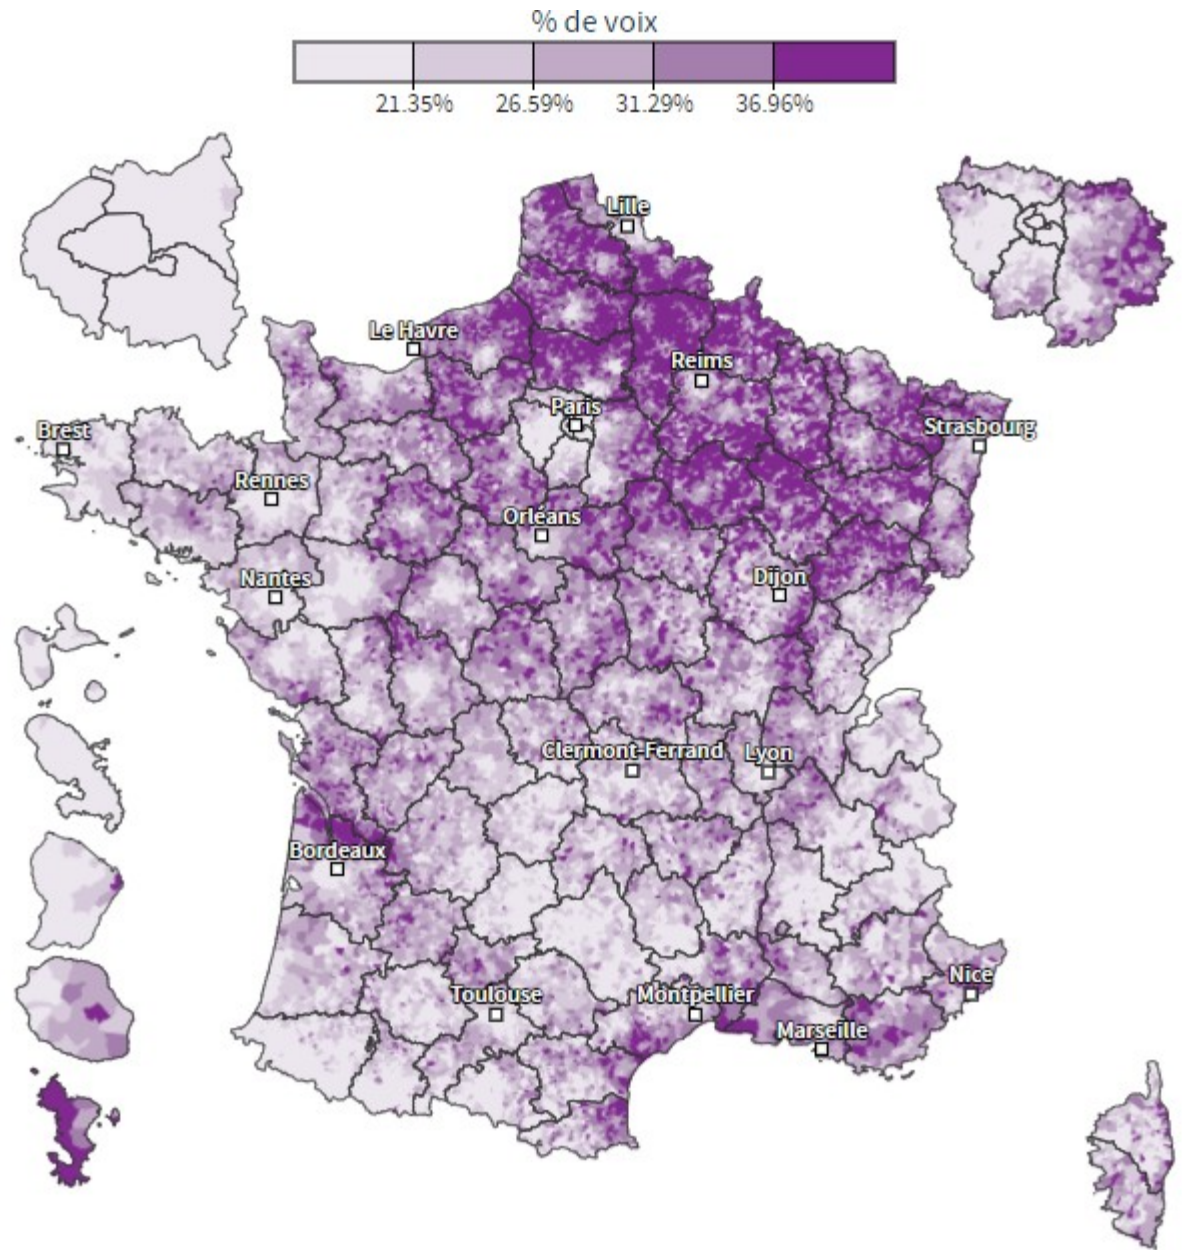 % de voix
21.35% 26.59% 31.29% 36.96%
Lille
Le Havre
Reims
Paris
Brest
Strasbourg
Rennes
Orléans
Nantes
Dijon
Clermont-Ferrand Lyon
Bordeaux
Nice
Toulouse Montpellier
Marseille